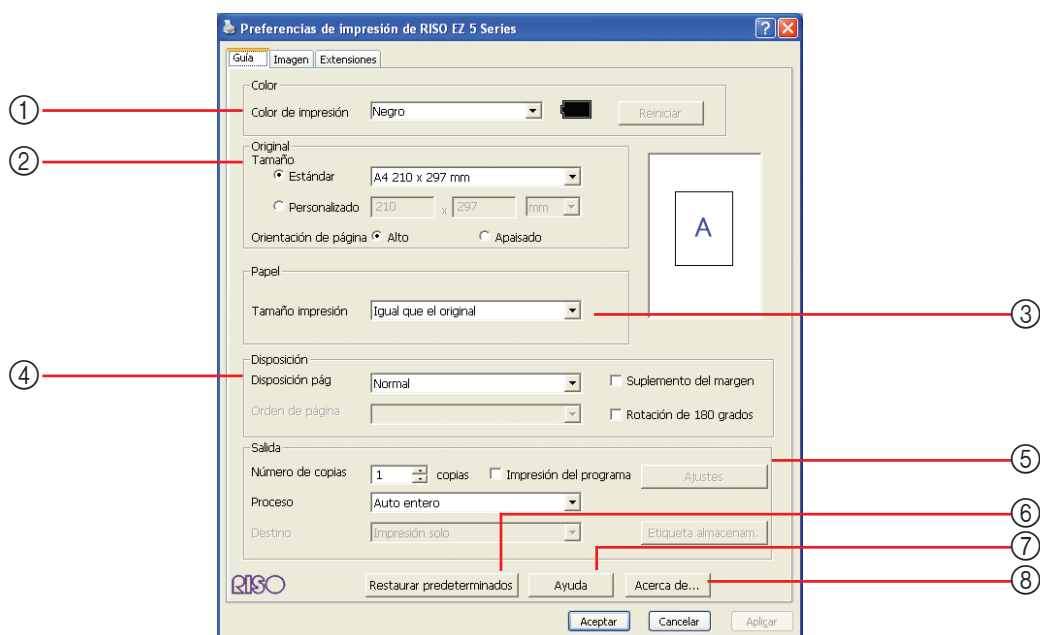 Preferencias de impresión de RISO EZ 5 Series
Guía Imagen Extensiones
Color
① Color de impresión Negro Reiniciar
② Original
Tamaño
Estándar A4 210 x 297 mm
Personalizado 210 x 297 mm
Orientación de página Alto Apaisado
A
Papel
Tamaño impresión Igual que el original ③
Disposición
④ Disposición pág Normal Suplemento del margen
Orden de página Rotación de 180 grados
Salida
⑤
Número de copias 1 copias Impresión del programa Ajustes
Proceso Auto entero
⑥
Destino Impresión solo Etiqueta almacenam.
⑦
RISO Restaurar predeterminados Ayuda Acerca de... ⑧
Aceptar Cancelar Aplicar